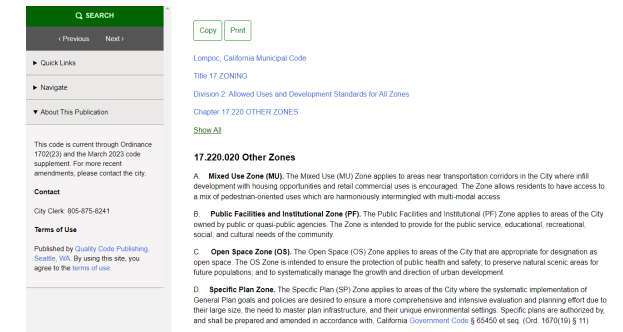 SEARCH
‹ Previous Next ›
► Quick Links
► Navigate
▼ About This Publication
This code is current through Ordinance
1702(23) and the March 2023 code
supplement. For more recent
amendments, please contact the city.
Contact
City Clerk: 805-875-8241
Terms of Use
Published by Quality Code Publishing,
Seattle, WA. By using this site, you
agree to the terms of use.
Copy Print
Lompoc, California Municipal Code
Title 17 ZONING
Division 2: Allowed Uses and Development Standards for All Zones
Chapter 17.220 OTHER ZONES
Show All
17.220.020 Other Zones
A. Mixed Use Zone (MU). The Mixed Use (MU) Zone applies to areas near transportation corridors in the City where infill
development with housing opportunities and retail commercial uses is encouraged. The Zone allows residents to have access to
a mix of pedestrian-oriented uses which are harmoniously intermingled with multi-modal access.
B. Public Facilities and Institutional Zone (PF). The Public Facilities and Institutional (PF) Zone applies to areas of the City
owned by public or quasi-public agencies. The Zone is intended to provide for the public service, educational, recreational,
social, and cultural needs of the community.
C. Open Space Zone (OS). The Open Space (OS) Zone applies to areas of the City that are appropriate for designation as
open space. The OS Zone is intended to ensure the protection of public health and safety; to preserve natural scenic areas for
future populations; and to systematically manage the growth and direction of urban development.
D. Specific Plan Zone. The Specific Plan (SP) Zone applies to areas of the City where the systematic implementation of
General Plan goals and policies are desired to ensure a more comprehensive and intensive evaluation and planning effort due to
their large size, the need to master plan infrastructure, and their unique environmental settings. Specific plans are authorized by,
and shall be prepared and amended in accordance with, California Government Code § 65450 et seq. (Ord. 1670(19) § 11)